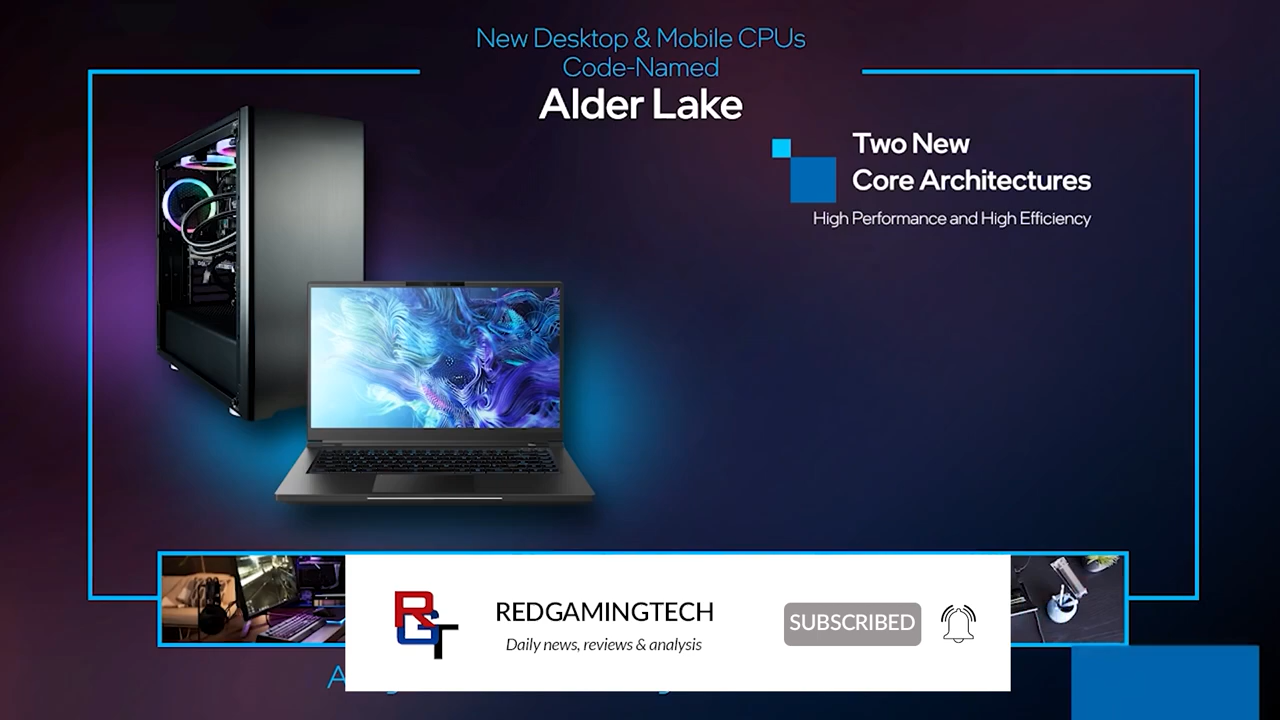 New Desktop & Mobile CPUs
Code-Named
Alder Lake
Two New
Core Architectures
High Performance and High Efficiency
RGT
REDGAMINGTECH
Daily news, reviews & analysis
SUBSCRIBED